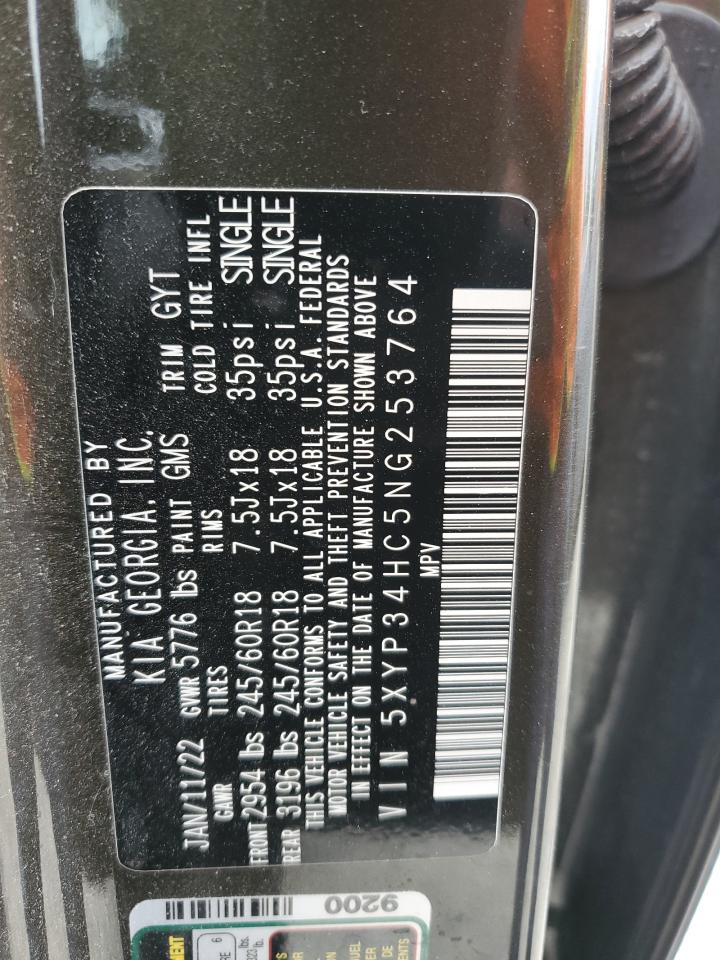 MANUFACTURED BY
KIA GEORGIA. INC.
JAN/11/22 GVWR 5776 lbs PAINT GMS TRIM GYT
GAWR TIRES RIMS COLD TIRE INFL
FRONT 2954 lbs 245/60R18 7.5Jx18 35psi SINGLE
REAR 3196 lbs 245/60R18 7.5Jx18 35psi SINGLE
THIS VEHICLE CONFORMS TO ALL APPLICABLE U.S.A. FEDERAL
MOTOR VEHICLE SAFETY AND THEFT PREVENTION STANDARDS
IN EFFECT ON THE DATE OF MANUFACTURE SHOWN ABOVE
VIN 5XYP34HC5NG253764
MPV
9200